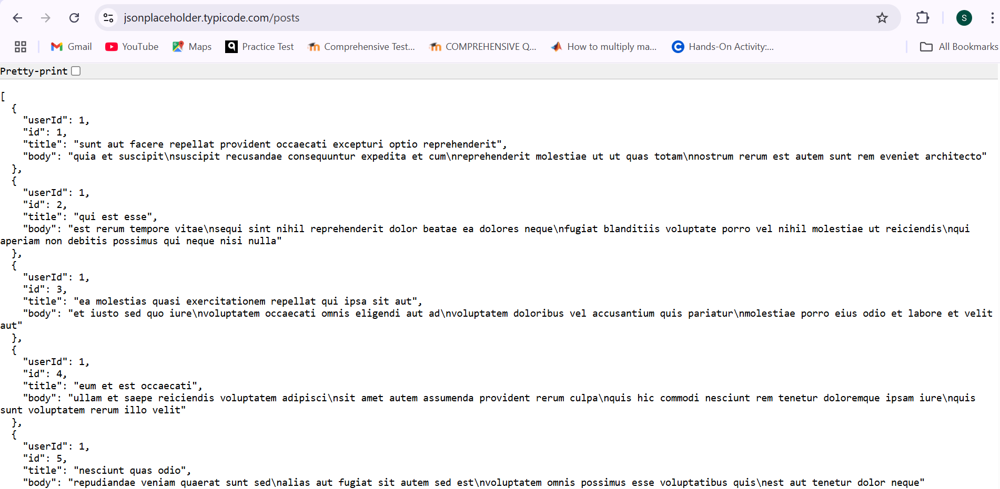 jsonplaceholder.typicode.com/posts
S
Gmail YouTube Maps Practice Test Comprehensive Test... COMPREHENSIVE Q... How to multiply ma... Hands-On Activity:... All Bookmarks
Pretty-print
[
  {
    "userId": 1,
    "id": 1,
    "title": "sunt aut facere repellat provident occaecati excepturi optio reprehenderit",
    "body": "quia et suscipit\nsuscipit recusandae consequuntur expedita et cum\nreprehenderit molestiae ut ut quas totam\nnostrum rerum est autem sunt rem eveniet architecto"
  },
  {
    "userId": 1,
    "id": 2,
    "title": "qui est esse",
    "body": "est rerum tempore vitae\nsequi sint nihil reprehenderit dolor beatae ea dolores neque\nfugiat blanditiis voluptate porro vel nihil molestiae ut reiciendis\nqui
aperiam non debitis possimus qui neque nisi nulla"
  },
  {
    "userId": 1,
    "id": 3,
    "title": "ea molestias quasi exercitationem repellat qui ipsa sit aut",
    "body": "et iusto sed quo iure\nvoluptatem occaecati omnis eligendi aut ad\nvoluptatem doloribus vel accusantium quis pariatur\nmolestiae porro eius odio et labore et velit
aut"
  },
  {
    "userId": 1,
    "id": 4,
    "title": "eum et est occaecati",
    "body": "ullam et saepe reiciendis voluptatem adipisci\nsit amet autem assumenda provident rerum culpa\nquis hic commodi nesciunt rem tenetur doloremque ipsam iure\nquis
sunt voluptatem rerum illo velit"
  },
  {
    "userId": 1,
    "id": 5,
    "title": "nesciunt quas odio",
    "body": "repudiandae veniam quaerat sunt sed\nalias aut fugiat sit autem sed est\nvoluptatem omnis possimus esse voluptatibus quis\nest aut tenetur dolor neque"